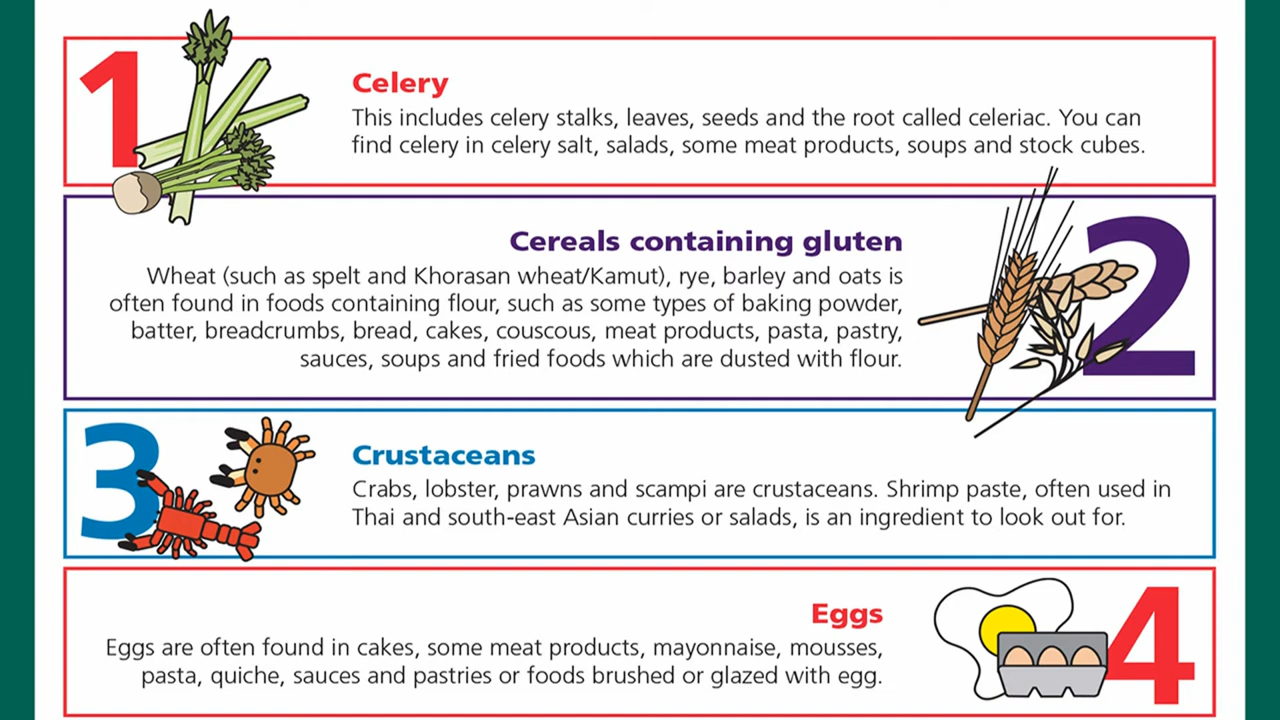 1
Celery
This includes celery stalks, leaves, seeds and the root called celeriac. You can
find celery in celery salt, salads, some meat products, soups and stock cubes.
2
Cereals containing gluten
Wheat (such as spelt and Khorasan wheat/Kamut), rye, barley and oats is
often found in foods containing flour, such as some types of baking powder,
batter, breadcrumbs, bread, cakes, couscous, meat products, pasta, pastry,
sauces, soups and fried foods which are dusted with flour.
3
Crustaceans
Crabs, lobster, prawns and scampi are crustaceans. Shrimp paste, often used in
Thai and south-east Asian curries or salads, is an ingredient to look out for.
4
Eggs
Eggs are often found in cakes, some meat products, mayonnaise, mousses,
pasta, quiche, sauces and pastries or foods brushed or glazed with egg.